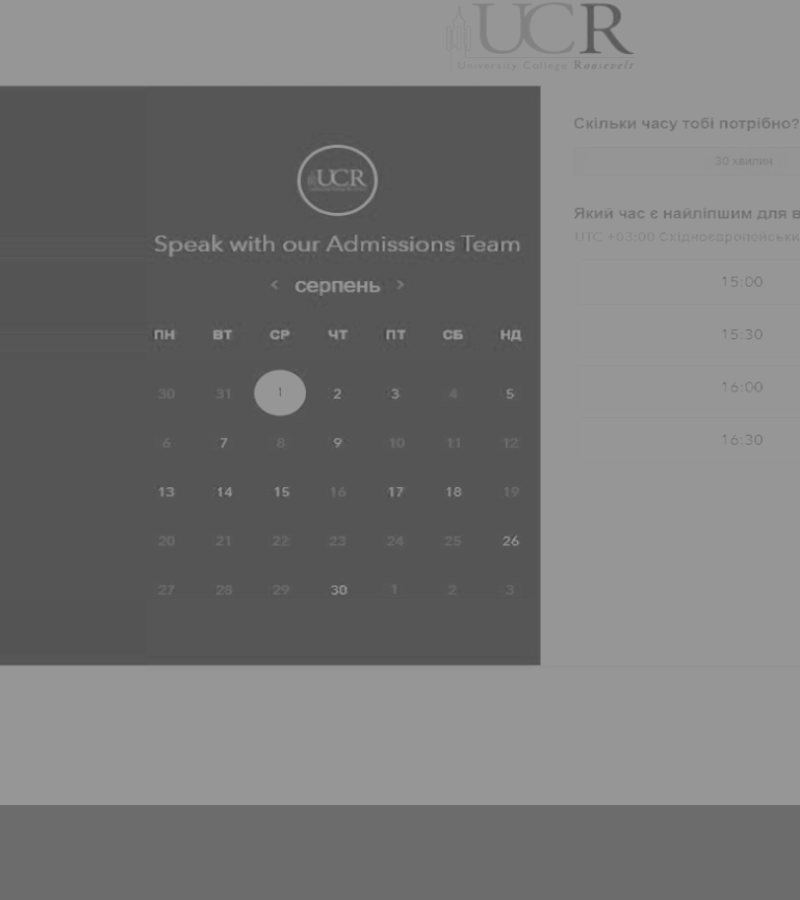 UCR
University College Roosevelt
UCR
Speak with our Admissions Team
< серпень >
ПН ВТ СР ЧТ ПТ СБ НД
30 31 1 2 3 4 5
6 7 8 9 10 11 12
13 14 15 16 17 18 19
20 21 22 23 24 25 26
27 28 29 30 1 2 3
Скільки часу тобі потрібно?
30 хвилин
Який час є найліпшим для
UTC +03:00
15:00
15:30
16:00
16:30